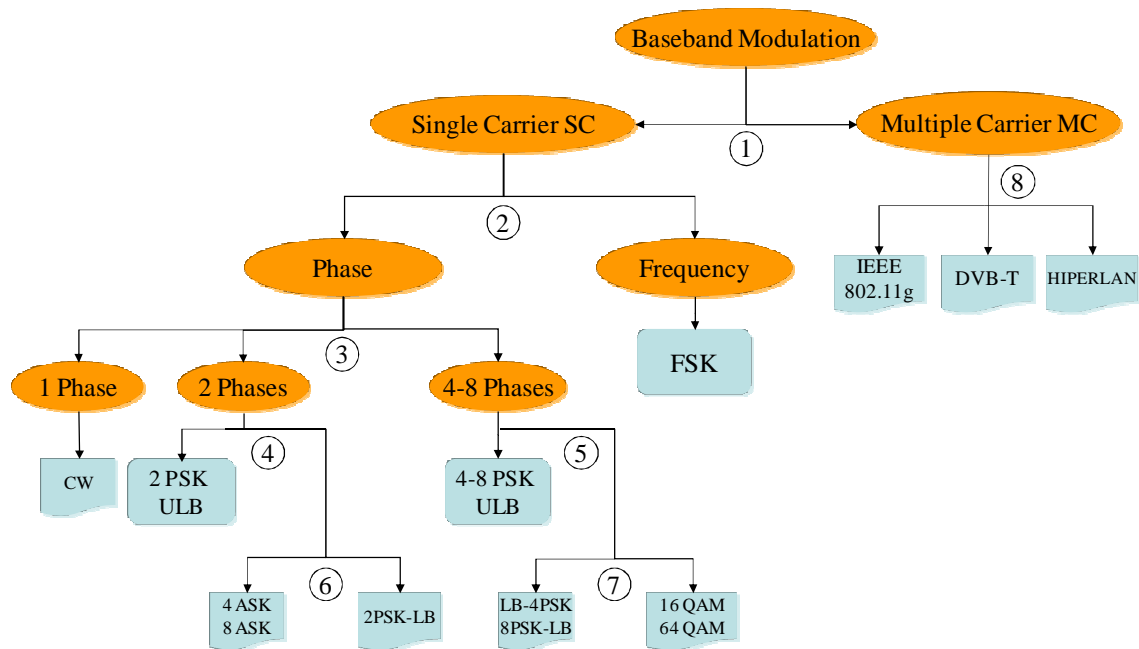 Baseband Modulation
Single Carrier SC
Multiple Carrier MC
1
8
2
Phase
Frequency
IEEE
802.11g
DVB-T
HIPERLAN
3
FSK
1 Phase
2 Phases
4-8 Phases
4
5
CW
2 PSK
ULB
4-8 PSK
ULB
6
7
4 ASK
8 ASK
2PSK-LB
LB-4PSK
8PSK-LB
16 QAM
64 QAM